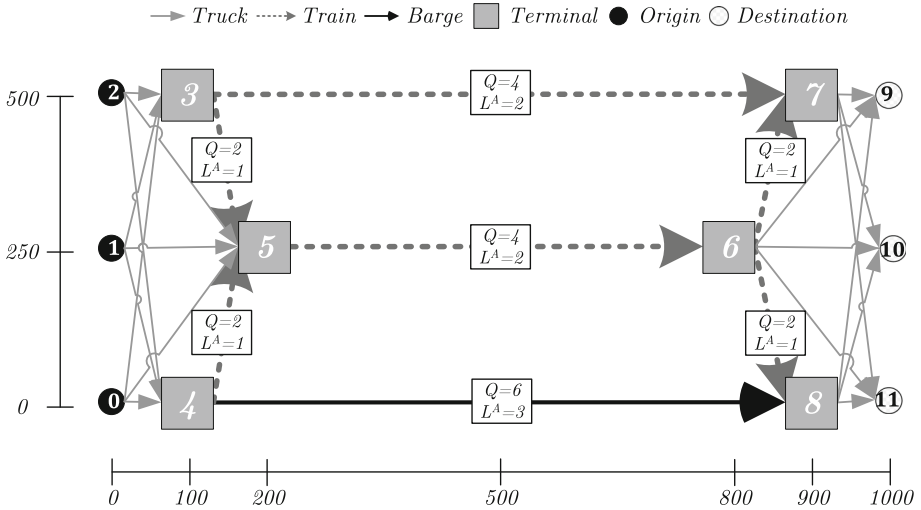 Truck Train Barge Terminal Origin Destination
500
2
3
Q=4
L^A=2
7
9
Q=2
L^A=1
Q=2
L^A=1
250
1
5
Q=4
L^A=2
6
10
Q=2
L^A=1
Q=2
L^A=1
0
0
4
Q=6
L^A=3
8
11
0 100 200 500 800 900 1000